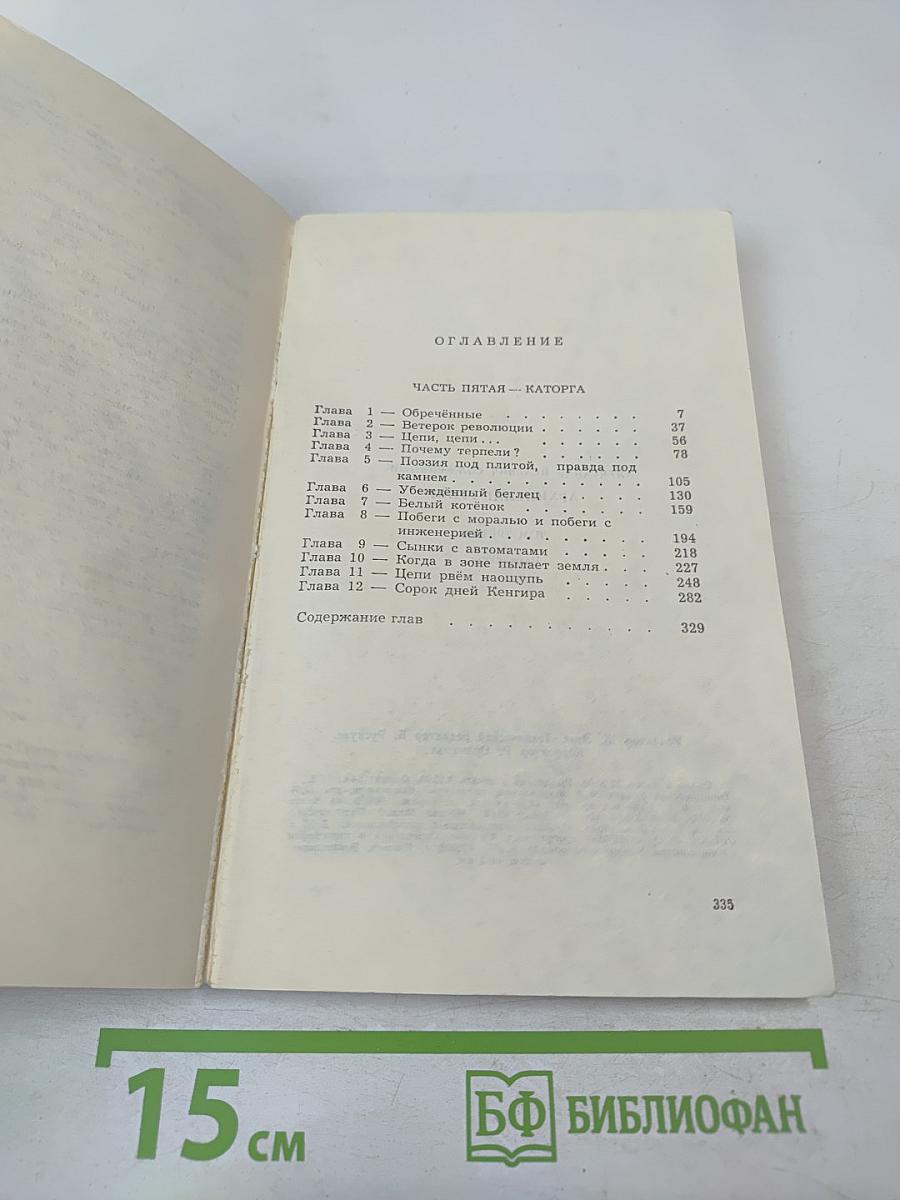 ОГЛАВЛЕНИЕ
ЧАСТЬ ПЯТАЯ — КАТОРГА
Глава 1 — Обречённые . . . . . . . 7
Глава 2 — Ветерок революции . . . . . . 37
Глава 3 — Цепи, цепи... . . . . . . 56
Глава 4 — Почему терпели? . . . . . . 78
Глава 5 — Поэзия под плитой, правда под
камнем . . . . . . . . . . 105
Глава 6 — Убеждённый беглец . . . . . 130
Глава 7 — Белый котёнок . . . . . . . 159
Глава 8 — Побеги с моралью и побеги с
инженерией . . . . . . . . 194
Глава 9 — Сынки с автоматами . . . . . 218
Глава 10 — Когда в зоне пылает земля . . . 227
Глава 11 — Цепи рвём наощупь . . . . . 248
Глава 12 — Сорок дней Кенгира . . . . . 282
Содержание глав . . . . . . . . . . . 329
335
15 см
БФ БИБЛИОФАН